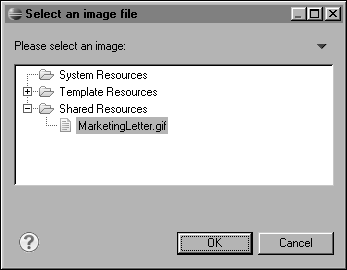 Select an image file
Please select an image:
System Resources
Template Resources
Shared Resources
MarketingLetter.gif
?
OK
Cancel